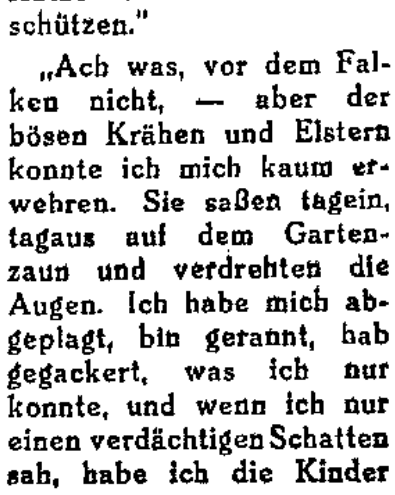 schützen."
„Ach was, vor dem Fal-
ken nicht, — aber der
bösen Krähen und Elstern
konnte ich mich kaum er-
wehren. Sie saßen tagein,
tagaus auf dem Garten-
zaun und verdrehten die
Augen. Ich habe mich ab-
geplagt, bin gerannt, hab
gegackert, was ich nur
konnte, und wenn ich nur
einen verdächtigen Schatten
sah, habe ich die Kinder